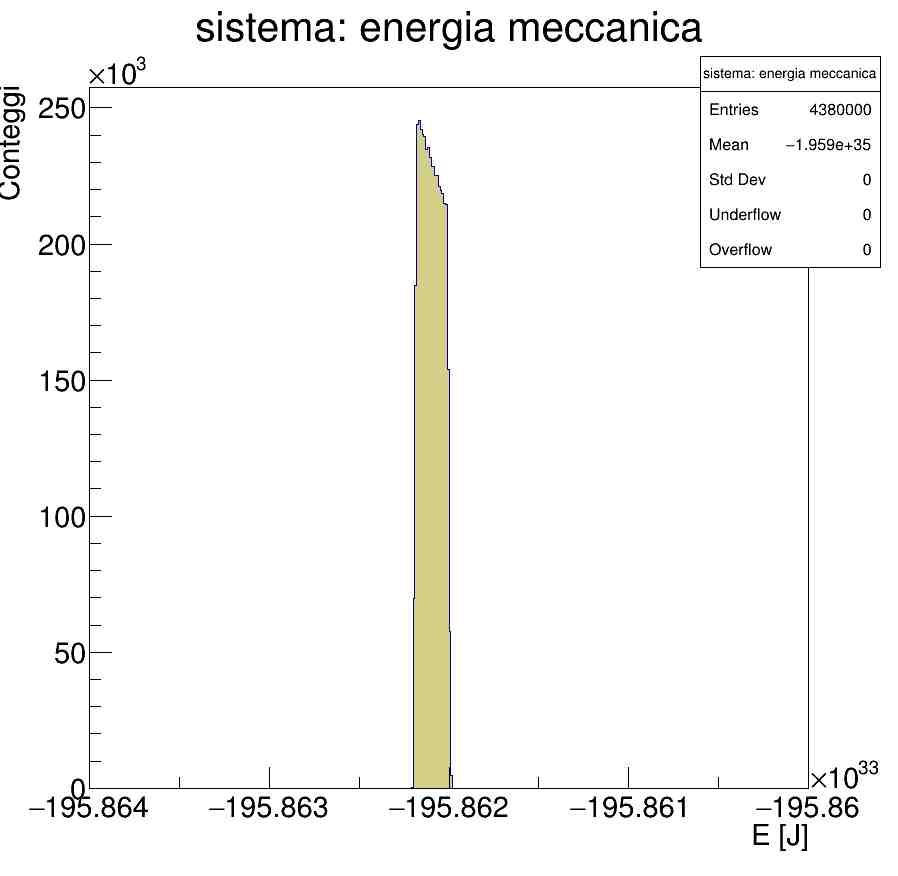 sistema: energia meccanica
×10³
Conteggi
250
200
150
100
50
0
sistema: energia meccanica
Entries 4380000
Mean −1.959e+35
Std Dev 0
Underflow 0
Overflow 0
−195.864 −195.863 −195.862 −195.861 −195.86
×10³³
E [J]